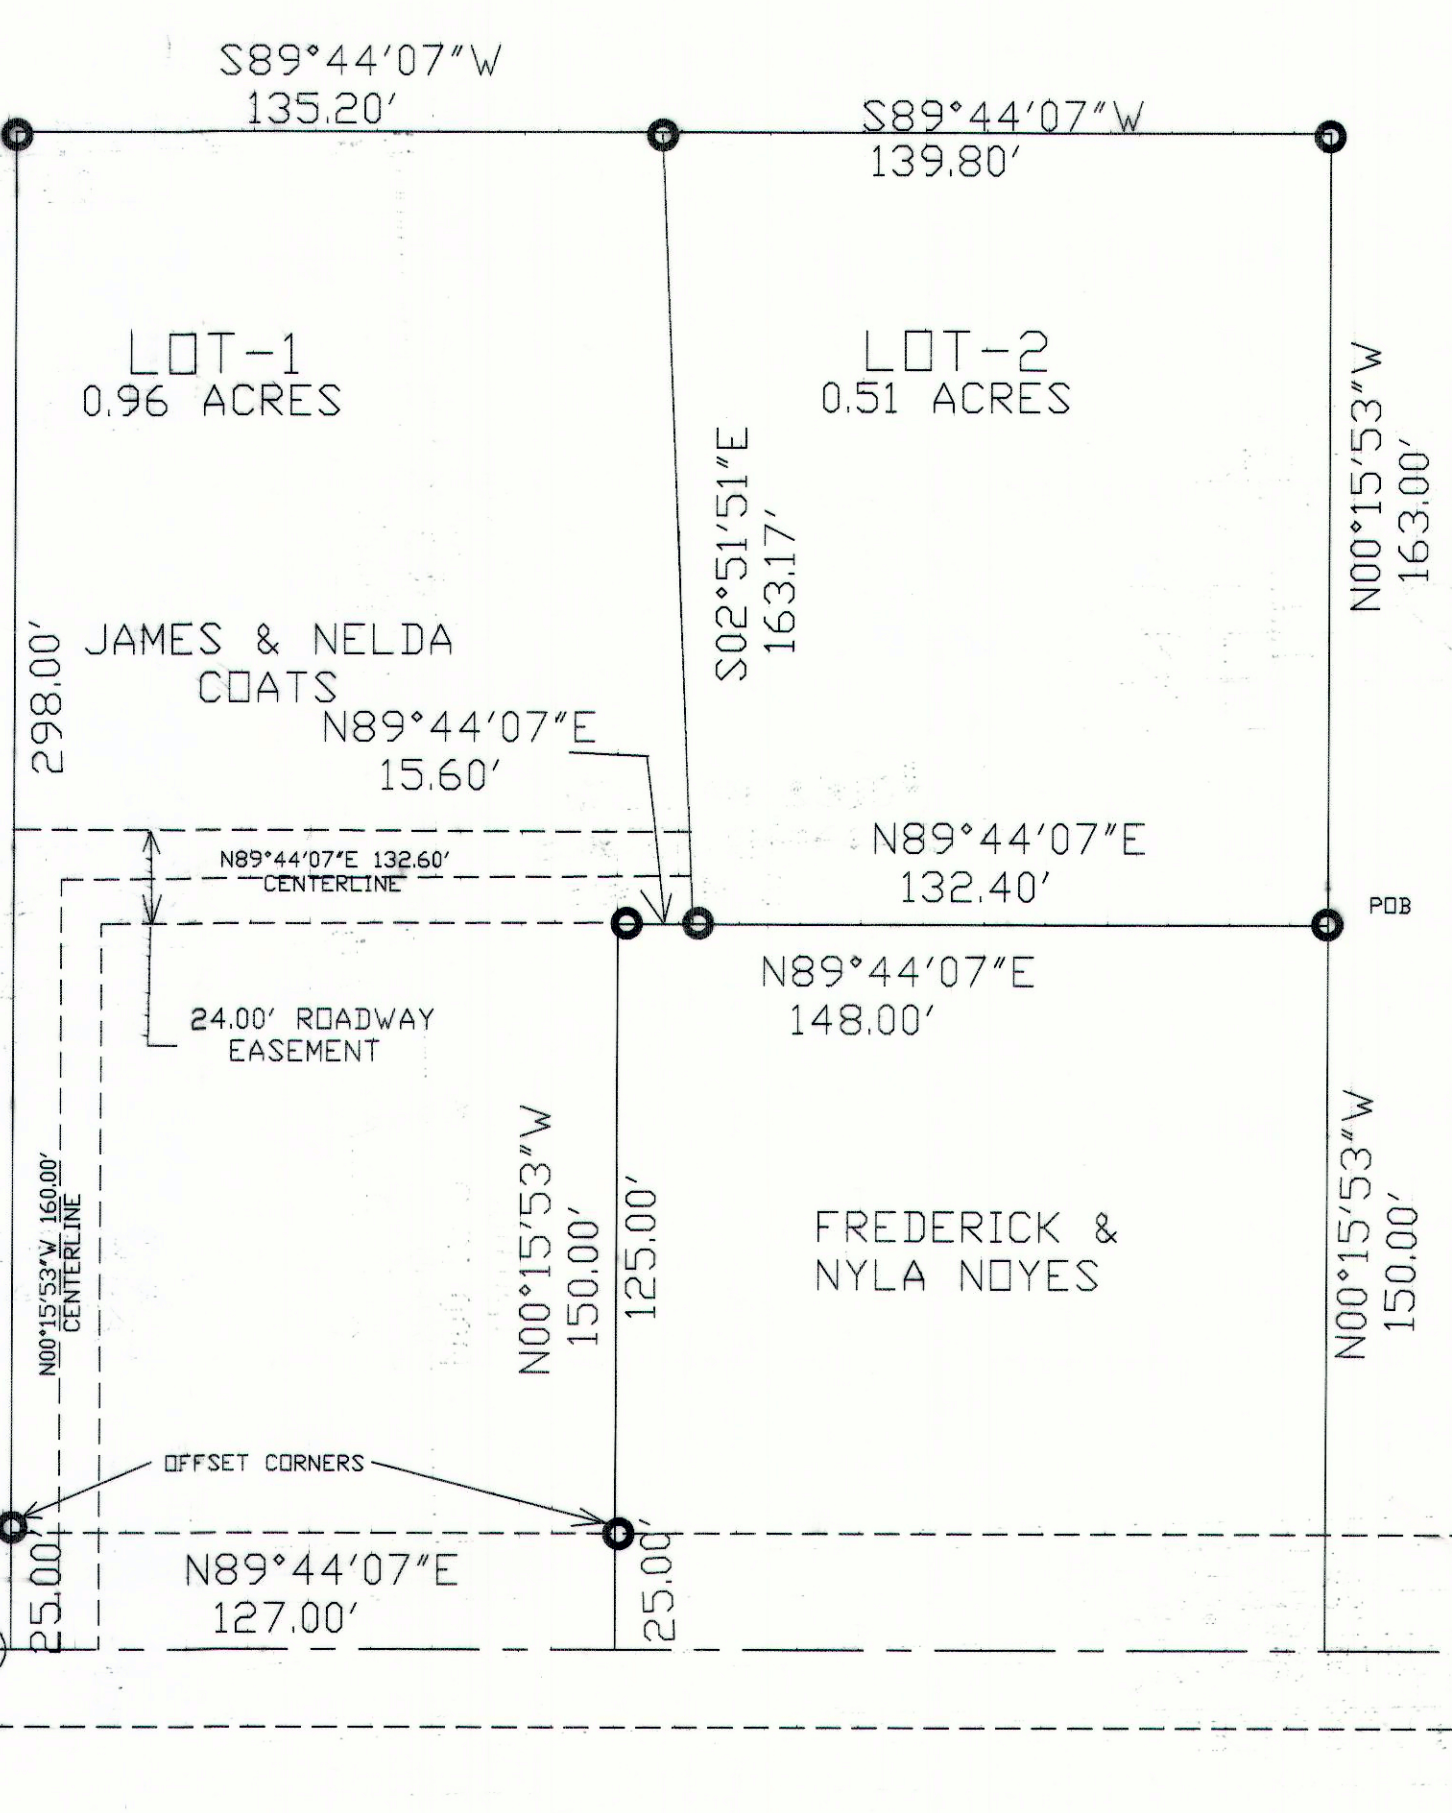 S89°44'07"W
135.20'
S89°44'07"W
139.80'
LOT-1
0.96 ACRES
LOT-2
0.51 ACRES
N00°15'53"W
163.00'
S02°51'51"E
163.17'
298.00'
JAMES & NELDA
COATS
N89°44'07"E
15.60'
N89°44'07"E 132.60'
CENTERLINE
N89°44'07"E
132.40'
POB
N89°44'07"E
148.00'
24.00' ROADWAY
EASEMENT
N00°15'53"W 160.00'
CENTERLINE
N00°15'53"W
150.00'
125.00'
FREDERICK &
NYLA NOYES
N00°15'53"W
150.00'
OFFSET CORNERS
25.00'
N89°44'07"E
127.00'
25.00'